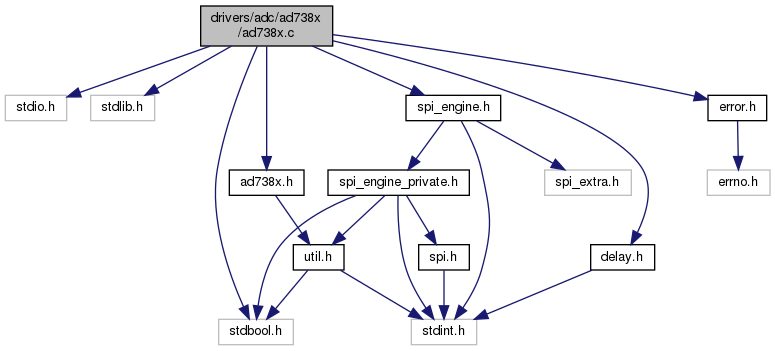 drivers/adc/ad738x
/ad738x.c
stdio.h
stdlib.h
spi_engine.h
error.h
ad738x.h
spi_engine_private.h
spi_extra.h
errno.h
util.h
spi.h
delay.h
stdbool.h
stdint.h